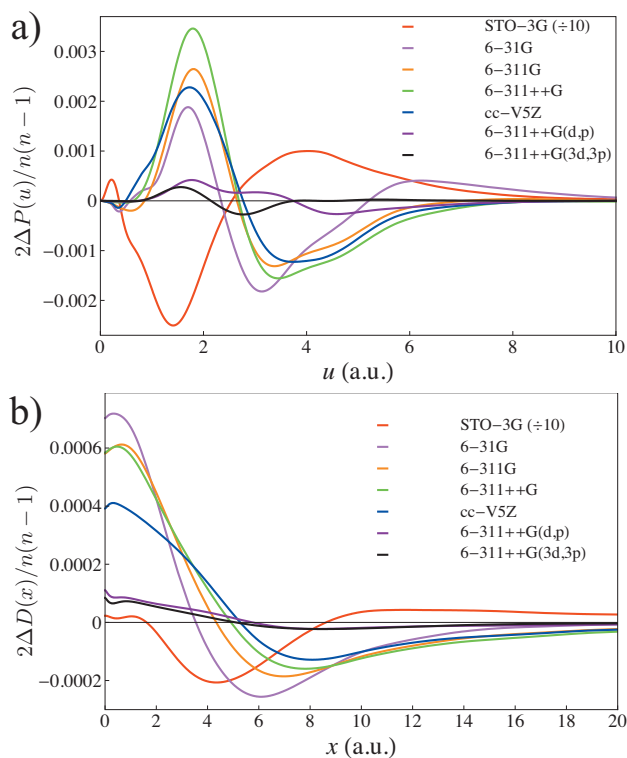 a)
2ΔP(u)/n(n−1)
0.003
0.002
0.001
0
−0.001
−0.002
STO−3G (÷10)
6−31G
6−311G
6−311++G
cc−V5Z
6−311++G(d,p)
6−311++G(3d,3p)
0 2 4 6 8 10
u (a.u.)
b)
2ΔD(x)/n(n−1)
0.0006
0.0004
0.0002
0
−0.0002
STO−3G (÷10)
6−31G
6−311G
6−311++G
cc−V5Z
6−311++G(d,p)
6−311++G(3d,3p)
0 2 4 6 8 10 12 14 16 18 20
x (a.u.)